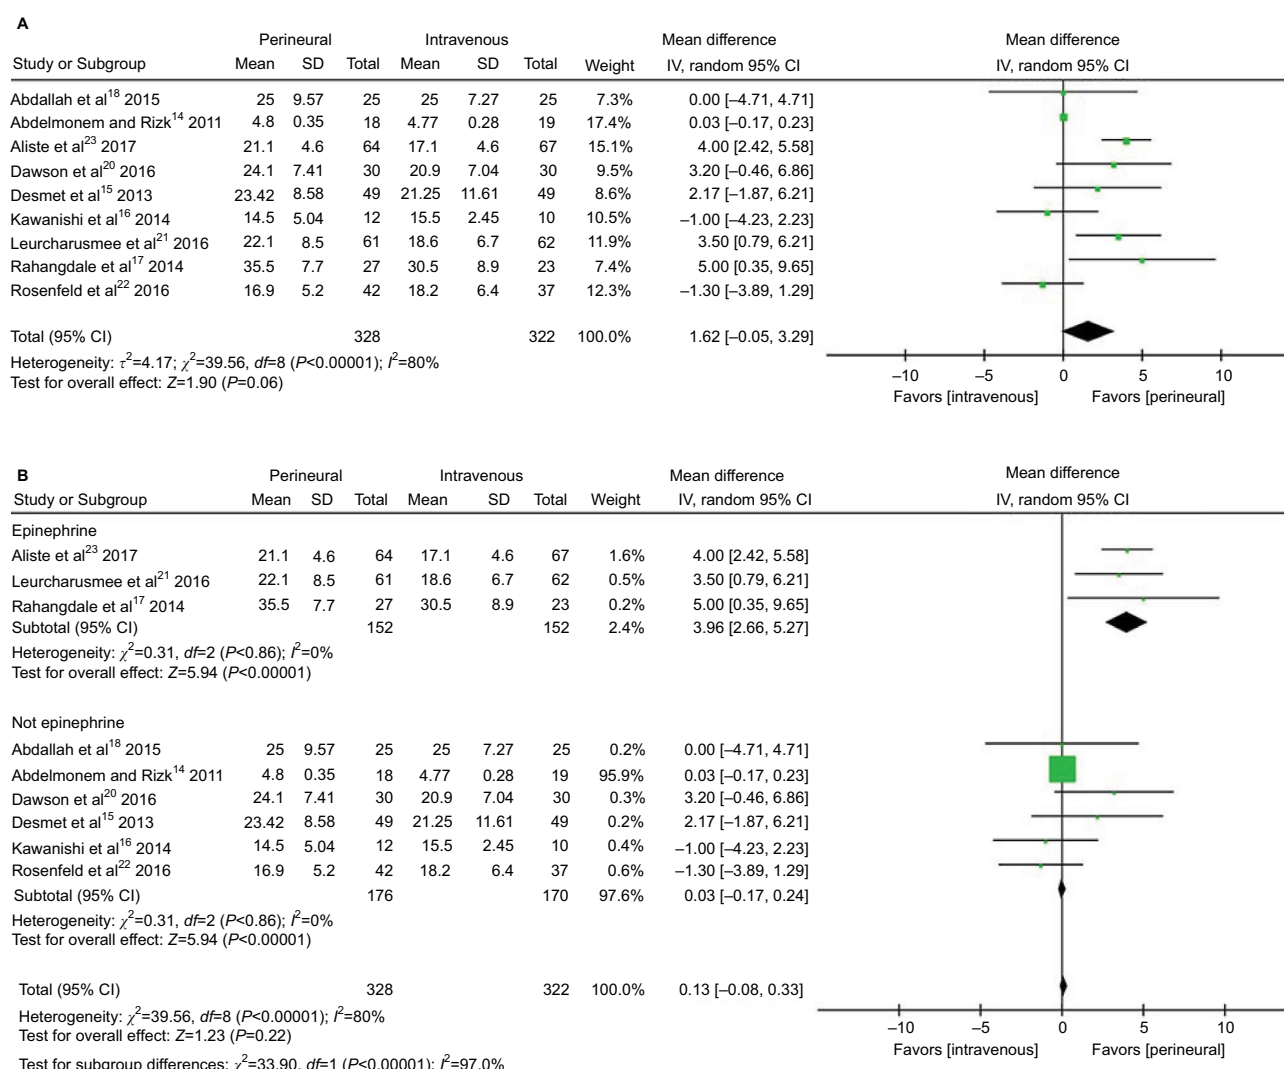 A
Perineural Intravenous Mean difference Mean difference
Study or Subgroup Mean SD Total Mean SD Total Weight IV, random 95% CI IV, random 95% CI
Abdallah et al18 2015 25 9.57 25 25 7.27 25 7.3% 0.00 [–4.71, 4.71]
Abdelmonem and Rizk14 2011 4.8 0.35 18 4.77 0.28 19 17.4% 0.03 [–0.17, 0.23]
Aliste et al23 2017 21.1 4.6 64 17.1 4.6 67 15.1% 4.00 [2.42, 5.58]
Dawson et al20 2016 24.1 7.41 30 20.9 7.04 30 9.5% 3.20 [–0.46, 6.86]
Desmet et al15 2013 23.42 8.58 49 21.25 11.61 49 8.6% 2.17 [–1.87, 6.21]
Kawanishi et al16 2014 14.5 5.04 12 15.5 2.45 10 10.5% –1.00 [–4.23, 2.23]
Leurcharusmee et al21 2016 22.1 8.5 61 18.6 6.7 62 11.9% 3.50 [0.79, 6.21]
Rahangdale et al17 2014 35.5 7.7 27 30.5 8.9 23 7.4% 5.00 [0.35, 9.65]
Rosenfeld et al22 2016 16.9 5.2 42 18.2 6.4 37 12.3% –1.30 [–3.89, 1.29]
Total (95% CI) 328 322 100.0% 1.62 [–0.05, 3.29]
Heterogeneity: τ2=4.17; χ2=39.56, df=8 (P<0.00001); I2=80%
Test for overall effect: Z=1.90 (P=0.06)
–10 –5 0 5 10
Favors [intravenous] Favors [perineural]
B
Perineural Intravenous Mean difference Mean difference
Study or Subgroup Mean SD Total Mean SD Total Weight IV, random 95% CI IV, random 95% CI
Epinephrine
Aliste et al23 2017 21.1 4.6 64 17.1 4.6 67 1.6% 4.00 [2.42, 5.58]
Leurcharusmee et al21 2016 22.1 8.5 61 18.6 6.7 62 0.5% 3.50 [0.79, 6.21]
Rahangdale et al17 2014 35.5 7.7 27 30.5 8.9 23 0.2% 5.00 [0.35, 9.65]
Subtotal (95% CI) 152 152 2.4% 3.96 [2.66, 5.27]
Heterogeneity: χ2=0.31, df=2 (P<0.86); I2=0%
Test for overall effect: Z=5.94 (P<0.00001)
Not epinephrine
Abdallah et al18 2015 25 9.57 25 25 7.27 25 0.2% 0.00 [–4.71, 4.71]
Abdelmonem and Rizk14 2011 4.8 0.35 18 4.77 0.28 19 95.9% 0.03 [–0.17, 0.23]
Dawson et al20 2016 24.1 7.41 30 20.9 7.04 30 0.3% 3.20 [–0.46, 6.86]
Desmet et al15 2013 23.42 8.58 49 21.25 11.61 49 0.2% 2.17 [–1.87, 6.21]
Kawanishi et al16 2014 14.5 5.04 12 15.5 2.45 10 0.4% –1.00 [–4.23, 2.23]
Rosenfeld et al22 2016 16.9 5.2 42 18.2 6.4 37 0.6% –1.30 [–3.89, 1.29]
Subtotal (95% CI) 176 170 97.6% 0.03 [–0.17, 0.24]
Heterogeneity: χ2=0.31, df=2 (P<0.86); I2=0%
Test for overall effect: Z=5.94 (P<0.00001)
Total (95% CI) 328 322 100.0% 0.13 [–0.08, 0.33]
Heterogeneity: χ2=39.56, df=8 (P<0.00001); I2=80%
Test for overall effect: Z=1.23 (P=0.22)
Test for subgroup differences: χ2=33.90, df=1 (P<0.00001); I2=97.0%
–10 –5 0 5 10
Favors [intravenous] Favors [perineural]